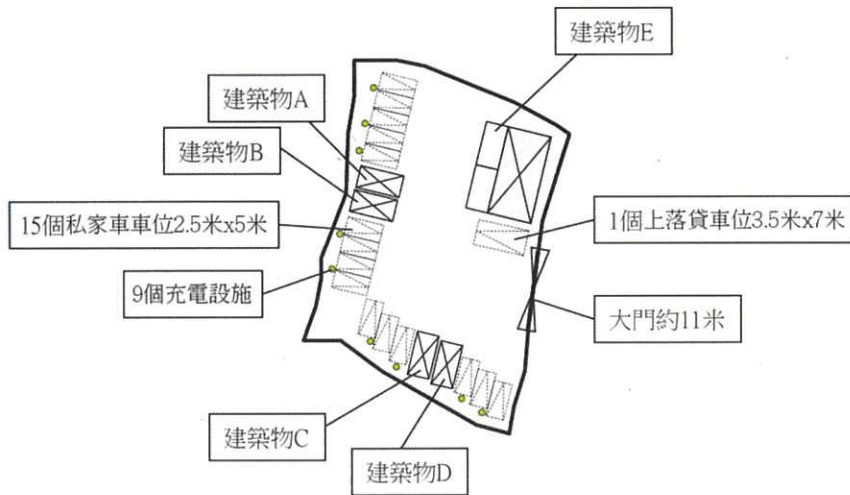 建築物E
建築物A
建築物B
15個私家車車位2.5米x5米
1個上落貨車位3.5米x7米
9個充電設施
大門約11米
建築物C
建築物D